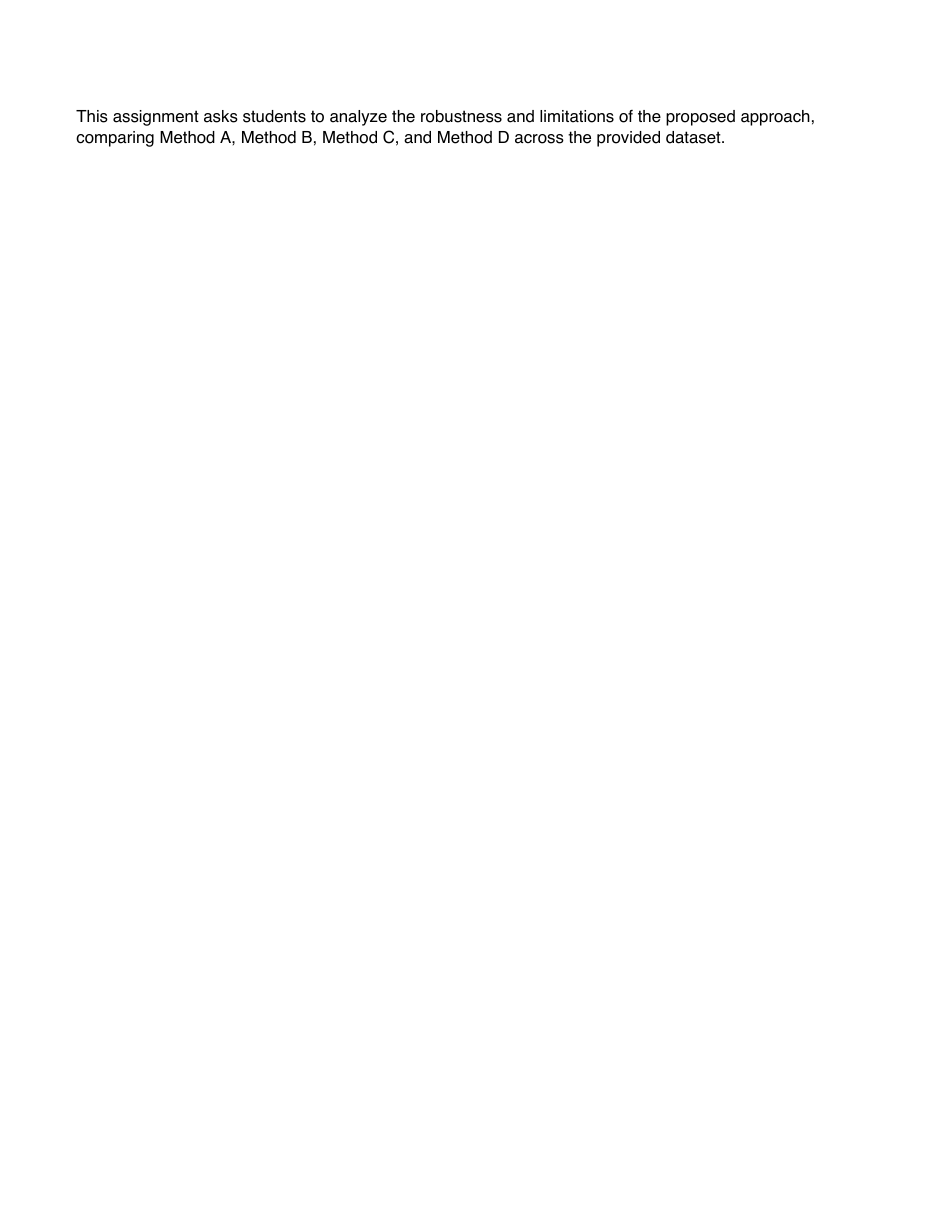 This assignment asks students to analyze the robustness and limitations of the proposed approach,
comparing Method A, Method B, Method C, and Method D across the provided dataset.